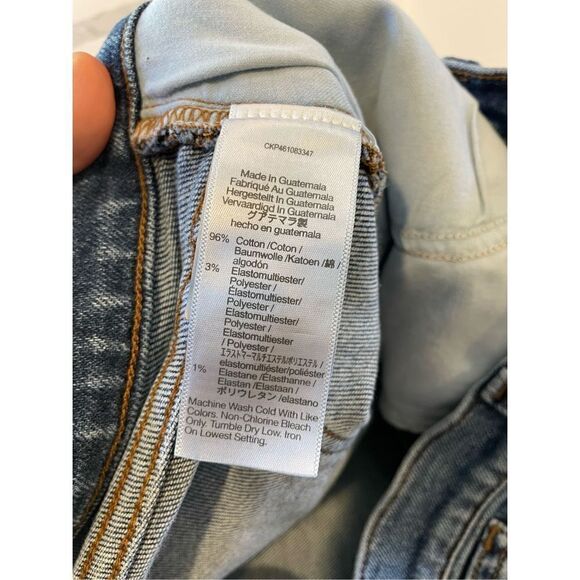 CKP461083347
Made In Guatemala
Fabriqué Au Guatemala
Hergestellt In Guatemala
Vervaardigd In Guatemala
グアテマラ製
hecho en guatemala
96% Cotton /Coton /
Baumwolle /Katoen /綿 /
algodón
3% Elastomultiester/
Polyester /
Élastomultiester/
Polyester /
Elastomultiester/
Polyester /
Elastomultiester
/ Polyester /
エラストマーマルチエステル/ポリエステル /
elastomultiéster/poliéster
1% Elastane /Élasthanne /
Elastan /Elastaan /
ポリウレタン /elastano
Machine Wash Cold With Like
Colors. Non-Chlorine Bleach
Only. Tumble Dry Low. Iron
On Lowest Setting.